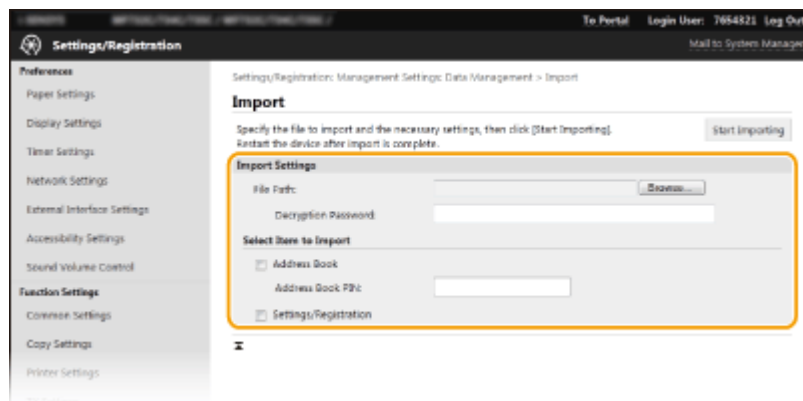 To Portal Login User: 7654321 Log Out
Settings/Registration
Mail to System Manager
Preferences
Paper Settings
Display Settings
Timer Settings
Network Settings
External Interface Settings
Accessibility Settings
Sound Volume Control
Function Settings
Common Settings
Copy Settings
Printer Settings
Settings/Registration: Management Settings: Data Management > Import
Import
Specify the file to import and the necessary settings, then click [Start Importing].
Restart the device after import is complete.
Start Importing
Import Settings
File Path:
Browse...
Decryption Password:
Select Item to Import
Address Book
Address Book PIN:
Settings/Registration